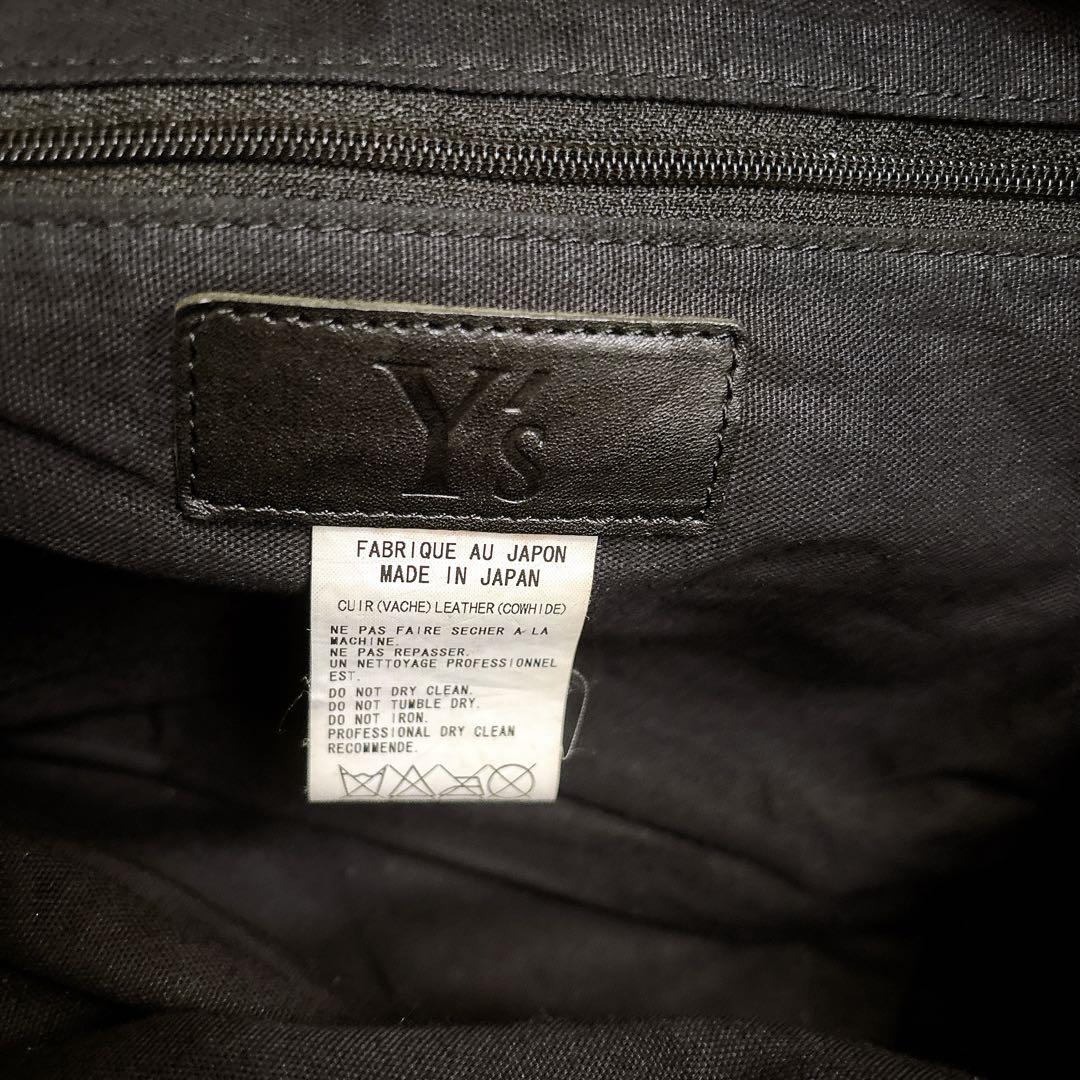 Y's
FABRIQUE AU JAPON
MADE IN JAPAN
CUIR(VACHE)LEATHER(COWHIDE)
NE PAS FAIRE SECHER A LA
MACHINE.
NE PAS REPASSER.
UN NETTOYAGE PROFESSIONNEL
EST.
DO NOT DRY CLEAN.
DO NOT TUMBLE DRY.
DO NOT IRON.
PROFESSIONAL DRY CLEAN
RECOMMENDE.